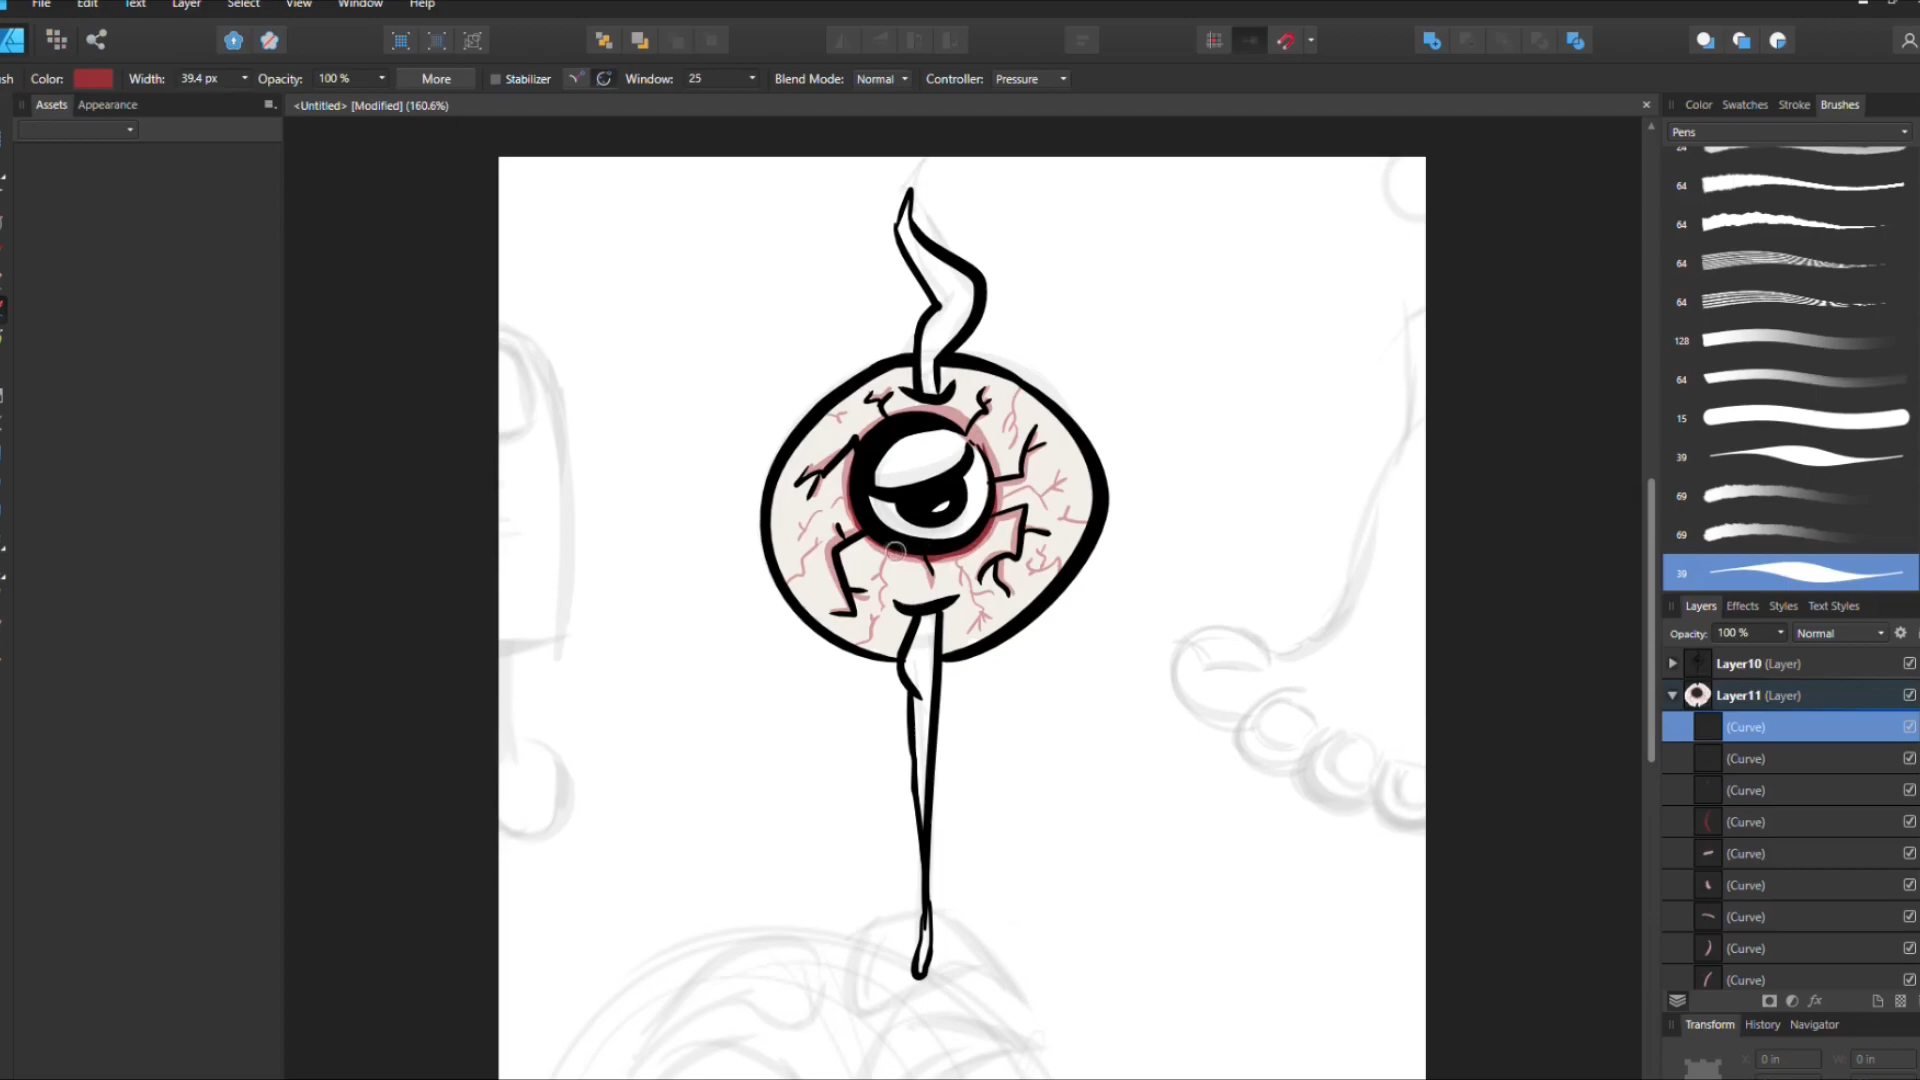 File Edit Text Layer Select View Window Help
Color: Width: 39.4 px Opacity: 100 % More Stabilizer Window: 25 Blend Mode: Normal Controller: Pressure
Assets Appearance
<Untitled> [Modified] (160.6%)
Color Swatches Stroke Brushes
Pens
24
64
64
64
64
128
64
15
39
69
69
39
Layers Effects Styles Text Styles
Opacity: 100 % Normal
Layer10 (Layer)
Layer11 (Layer)
(Curve)
(Curve)
(Curve)
(Curve)
(Curve)
(Curve)
(Curve)
(Curve)
(Curve)
fx
Transform History Navigator
X: 0 in W: 0 in